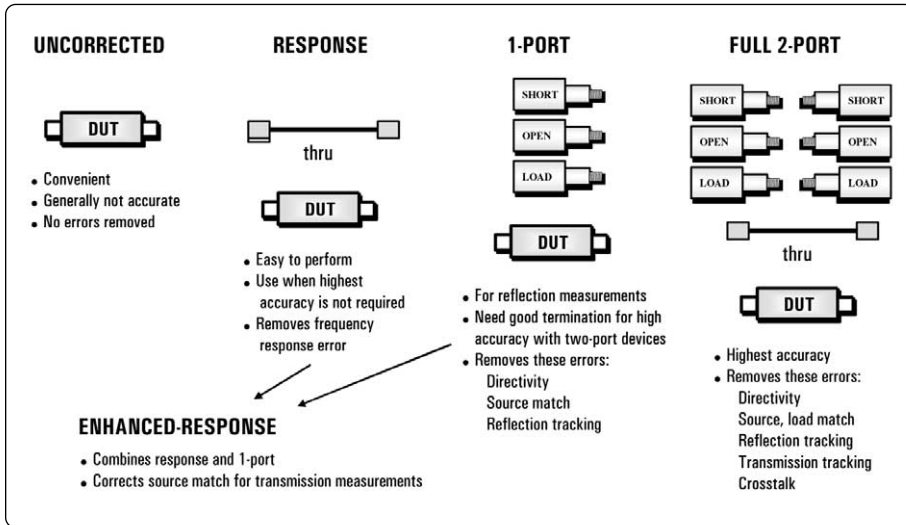 UNCORRECTED
DUT
• Convenient
• Generally not accurate
• No errors removed
RESPONSE
thru
DUT
• Easy to perform
• Use when highest
accuracy is not required
• Removes frequency
response error
1-PORT
SHORT
OPEN
LOAD
DUT
• For reflection measurements
• Need good termination for high
accuracy with two-port devices
• Removes these errors:
Directivity
Source match
Reflection tracking
FULL 2-PORT
SHORT SHORT
OPEN OPEN
LOAD LOAD
thru
DUT
• Highest accuracy
• Removes these errors:
Directivity
Source, load match
Reflection tracking
Transmission tracking
Crosstalk
ENHANCED-RESPONSE
• Combines response and 1-port
• Corrects source match for transmission measurements